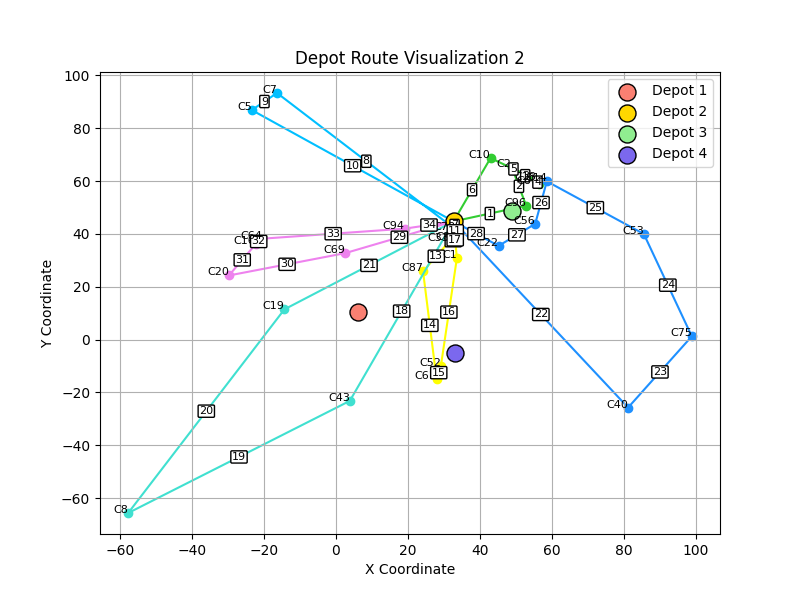 Depot Route Visualization 2
Depot 1
Depot 2
Depot 3
Depot 4
C7
C5
9
8
10
C10
C2
5
6
2
4
C96
1
26
25
C56
C53
C94
34
11
17
28
27
C22
C64
32
33
29
C69
31
30
C20
21
13
C1
C87
24
C19
18
14
16
22
C75
C52
15
23
C43
C40
20
19
C8
100
80
60
40
20
0
−20
−40
−60
Y Coordinate
−60
−40
−20
0
20
40
60
80
100
X Coordinate